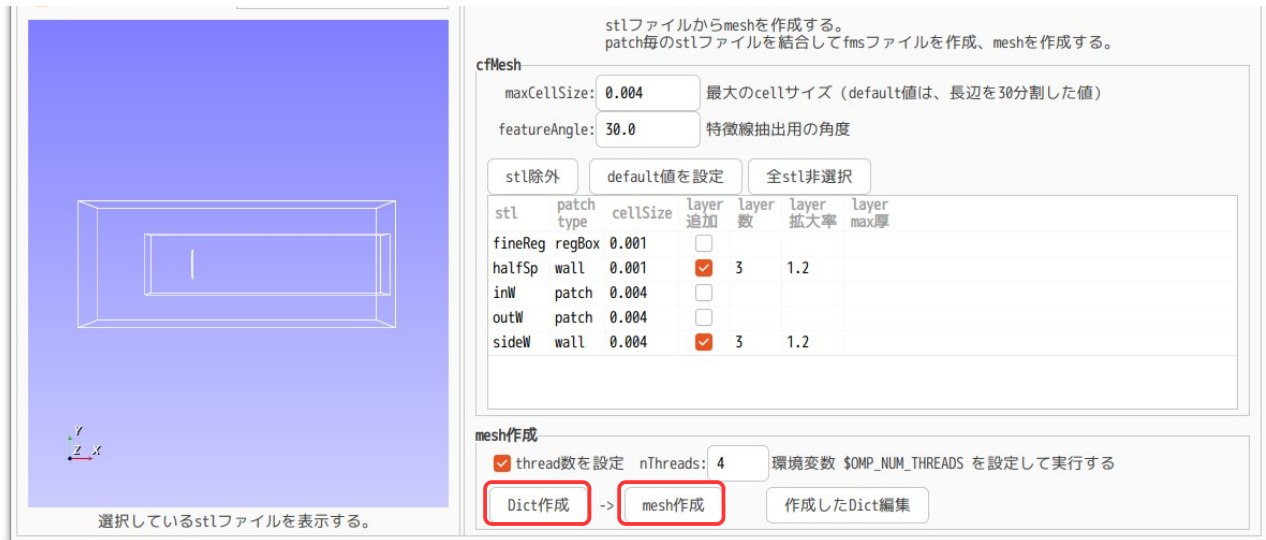 stlファイルからmeshを作成する。
patch毎のstlファイルを結合してfmsファイルを作成、meshを作成する。
cfMesh
maxCellSize: 0.004 最大のcellサイズ (default値は、長辺を30分割した値)
featureAngle: 30.0 特徴線抽出用の角度
stl除外 default値を設定 全stl非選択
stl patch type cellSize layer 追加 layer 数 layer 拡大率 layer max厚
fineReg regBox 0.001
halfSp wall 0.001 3 1.2
inW patch 0.004
outW patch 0.004
sideW wall 0.004 3 1.2
Y
Z X
選択しているstlファイルを表示する。
mesh作成
thread数を設定 nThreads: 4 環境変数 $OMP_NUM_THREADS を設定して実行する
Dict作成 -> mesh作成 作成したDict編集